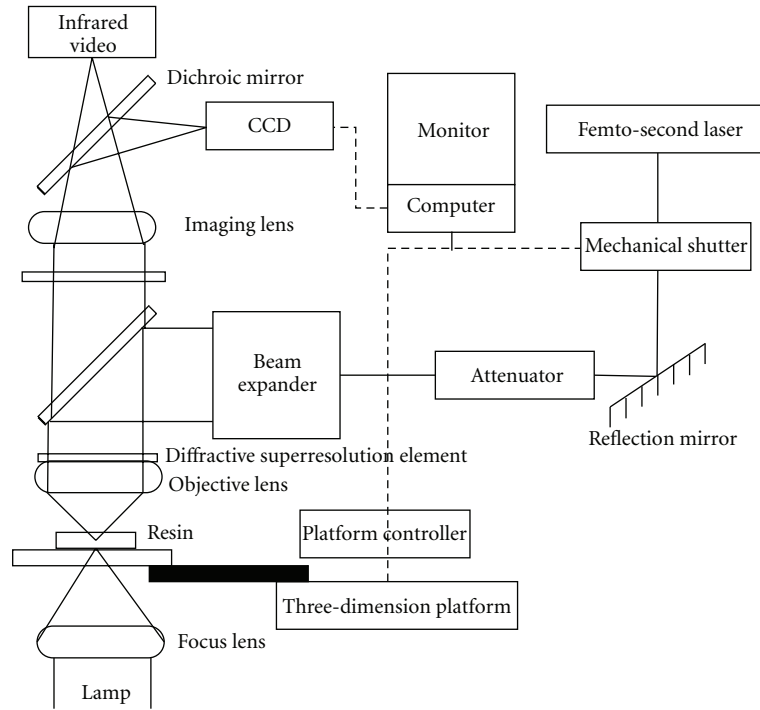 Infrared
video
Dichroic mirror
CCD
Monitor
Computer
Femto-second laser
Mechanical shutter
Imaging lens
Beam
expander
Attenuator
Reflection mirror
Diffractive superresolution element
Objective lens
Resin
Platform controller
Three-dimension platform
Focus lens
Lamp